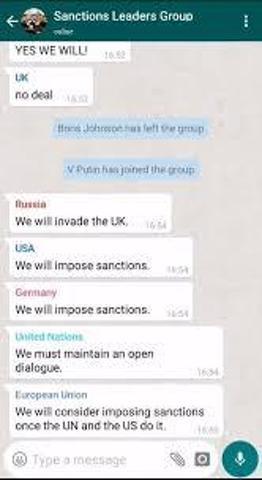 Sanctions Leaders Group
online
YES WE WILL!
16:52
UK
no deal
16:53
Boris Johnson has left the group
V Putin has joined the group
Russia
We will invade the UK.
16:54
USA
We will impose sanctions.
16:54
Germany
We will impose sanctions.
16:54
United Nations
We must maintain an open
dialogue.
16:54
European Union
We will consider imposing sanctions
once the UN and the US do it.
Type a message